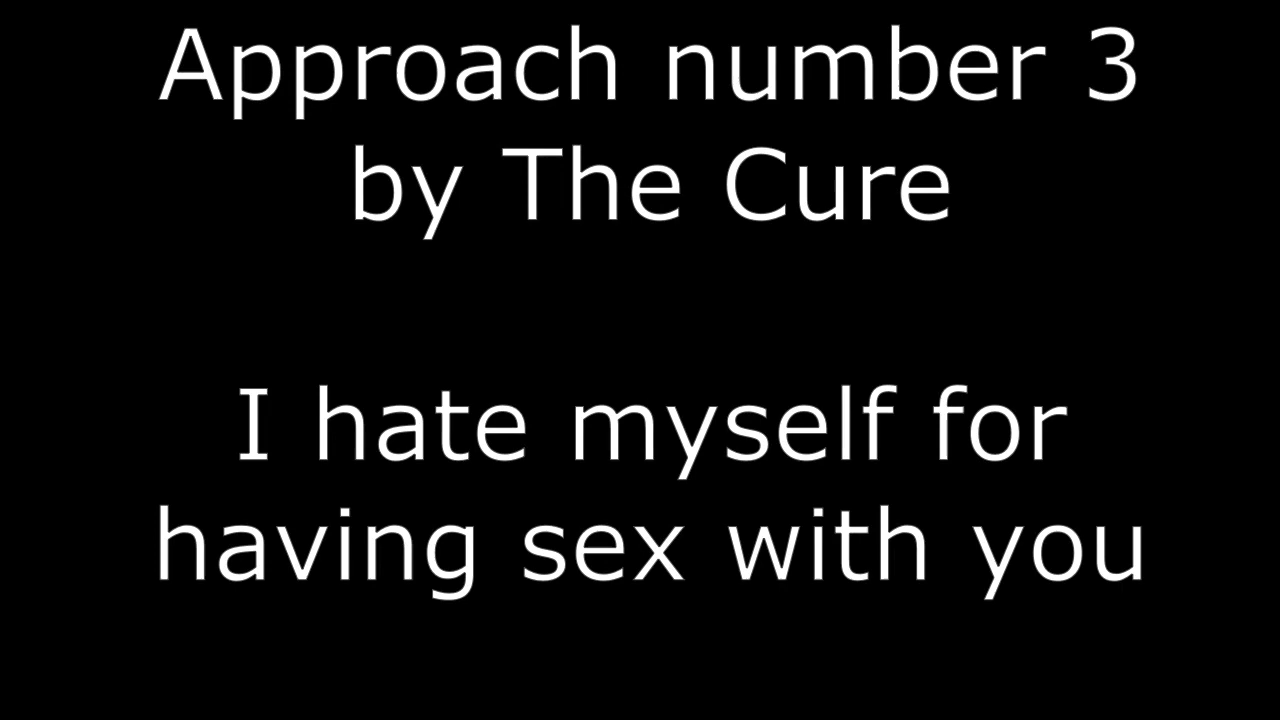 Approach number 3
by The Cure
I hate myself for
having sex with you